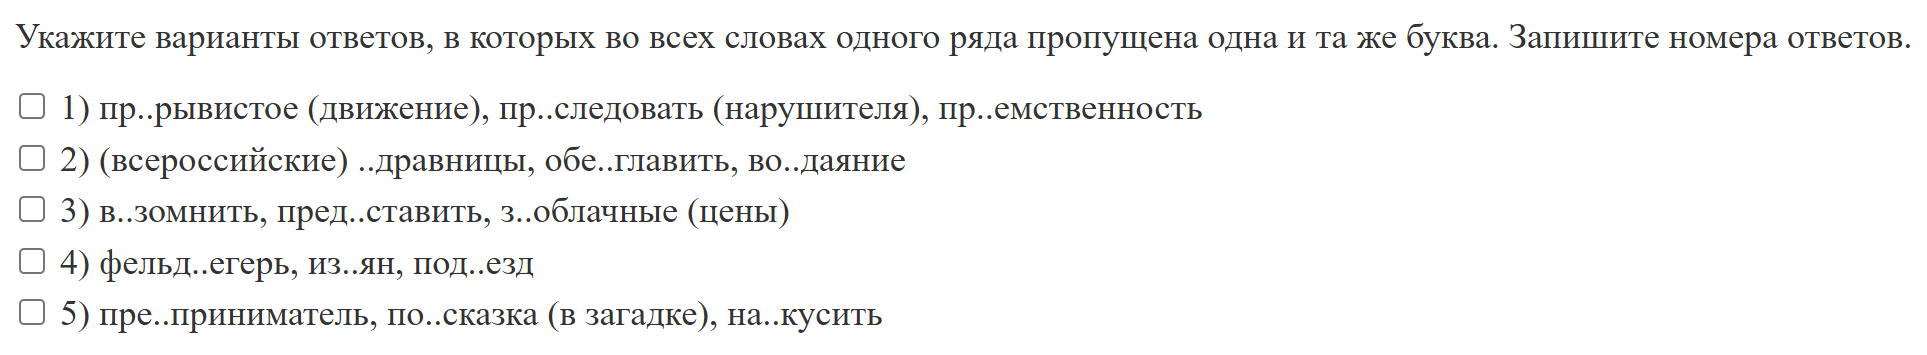 Укажите варианты ответов, в которых во всех словах одного ряда пропущена одна и та же буква. Запишите номера ответов.
1) пр..рывистое (движение), пр..следовать (нарушителя), пр..емственность
2) (всероссийские) ..дравницы, обе..главить, во..даяние
3) в..зомнить, пред..ставить, з..облачные (цены)
4) фельд..егерь, из..ян, под..езд
5) пре..приниматель, по..сказка (в загадке), на..кусить